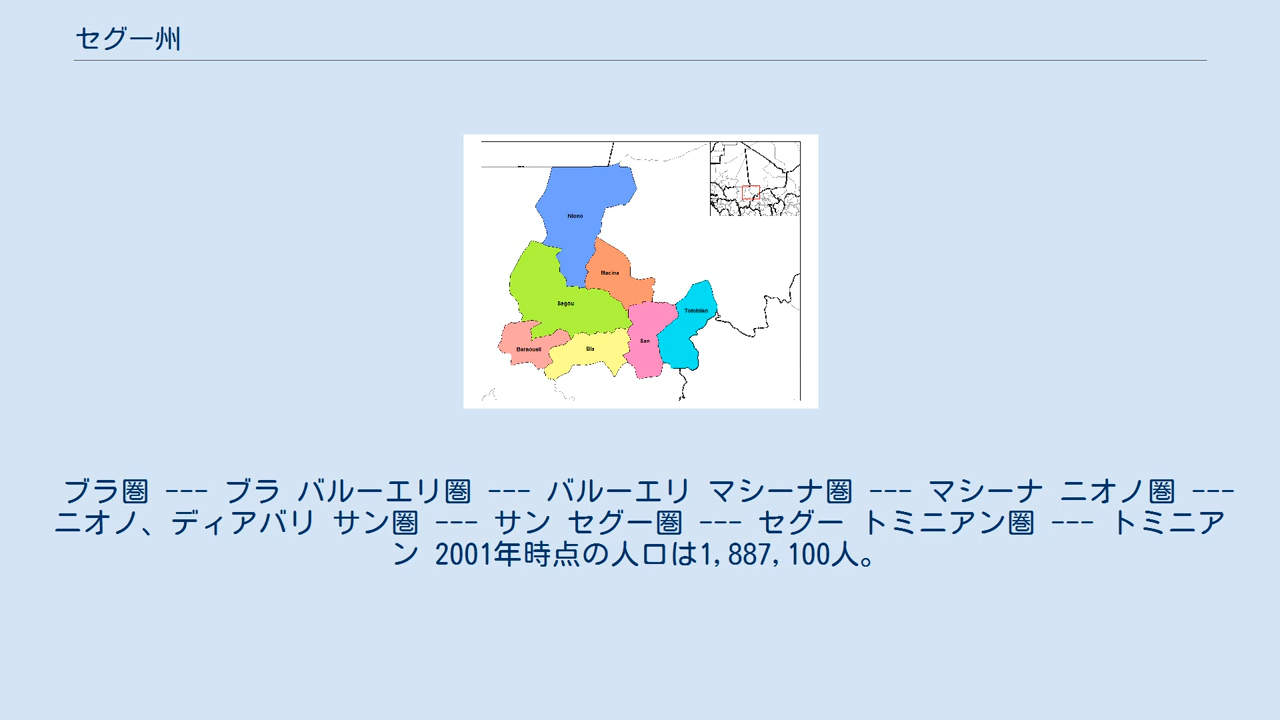 セグー州
Niono
Macina
Segou
Tominian
San
Baraoueli
Bla
ブラ圏 --- ブラ バルーエリ圏 --- バルーエリ マシーナ圏 --- マシーナ ニオノ圏 ---
ニオノ、ディアバリ サン圏 --- サン セグー圏 --- セグー トミニアン圏 --- トミニア
ン 2001年時点の人口は1,887,100人。